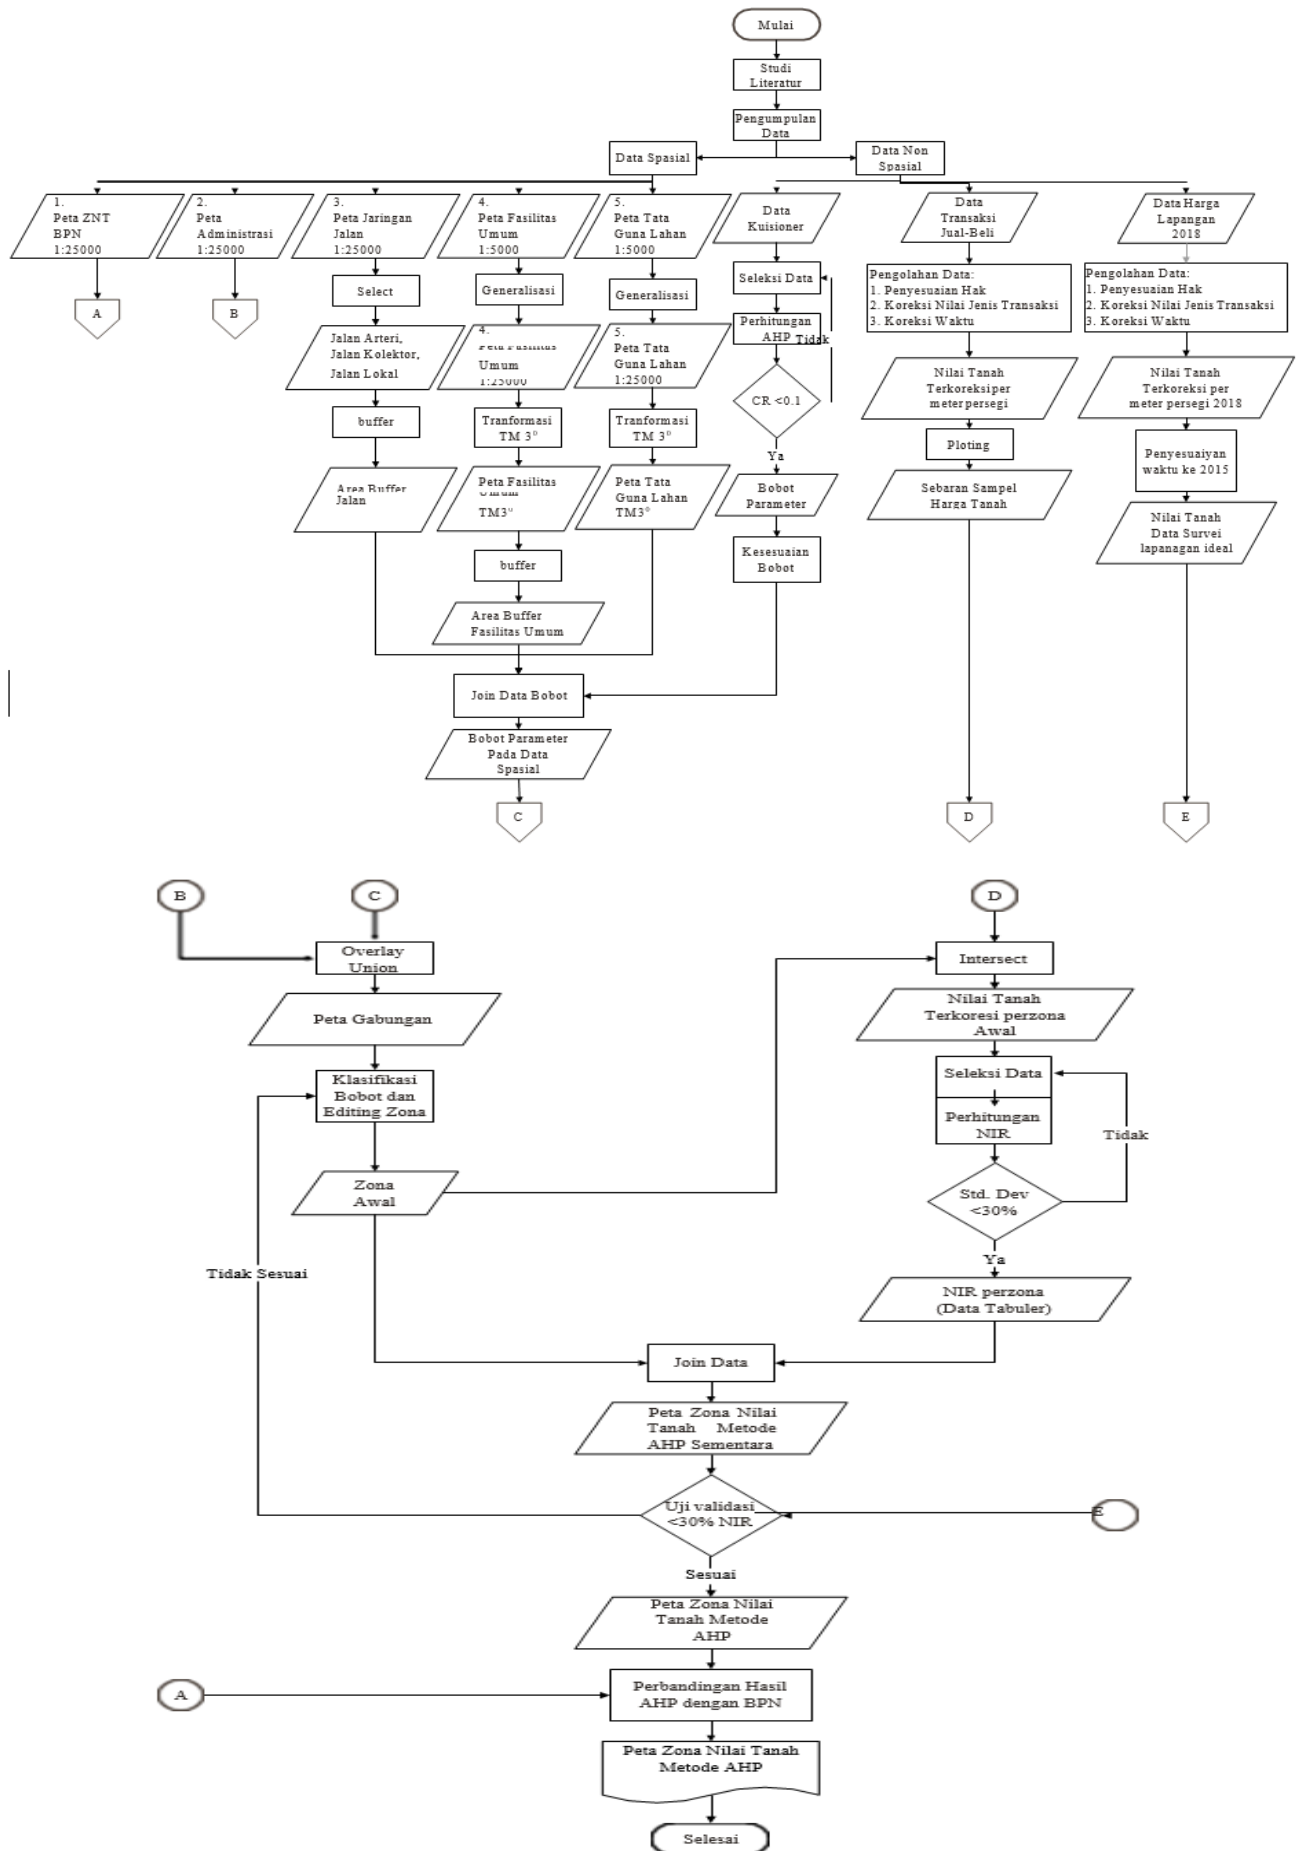 Mulai
Studi
Literatur
Pengumpulan
Data
Data Spasial
Data Non
Spasial
1.
Peta ZNT
BPN
1:25000
2.
Peta
Administrasi
1:25000
3.
Peta Jaringan
Jalan
1:25000
4.
Peta Fasilitas
Umum
1:5000
5.
Peta Tata
Guna Lahan
1:5000
Data
Kuisioner
Data
Transaksi
Jual-Beli
Data Harga
Lapangan
2018
A
B
Select
Generalisasi
Generalisasi
Seleksi Data
Pengolahan Data:
1. Penyesuaian Hak
2. Koreksi Nilai Jenis Transaksi
3. Koreksi Waktu
Pengolahan Data:
1. Penyesuaian Hak
2. Koreksi Nilai Jenis Transaksi
3. Koreksi Waktu
Jalan Arteri,
Jalan Kolektor,
Jalan Lokal
4.
Peta Fasilitas
Umum
1:25000
5.
Peta Tata
Guna Lahan
1:25000
Perhitungan
AHP
Tidak
CR <0.1
Ya
Nilai Tanah
Terkoreksi per
meter persegi
Nilai Tanah
Terkoreksi per
meter persegi 2018
buffer
Tranformasi
TM 3°
Tranformasi
TM 3°
Ploting
Penyesuaiyan
waktu ke 2015
Area Buffer
Jalan
Peta Fasilitas
Umum
TM3°
Peta Tata
Guna Lahan
TM3°
Bobot
Parameter
Sebaran Sampel
Harga Tanah
Nilai Tanah
Data Survei
lapanagan ideal
buffer
Kesesuaian
Bobot
Area Buffer
Fasilitas Umum
Join Data Bobot
Bobot Parameter
Pada Data
Spasial
C
D
E
B
C
D
Overlay
Union
Intersect
Peta Gabungan
Nilai Tanah
Terkoresi perzona
Awal
Klasifikasi
Bobot dan
Editing Zona
Seleksi Data
Perhitungan
NIR
Tidak
Zona
Awal
Std. Dev
<30%
Ya
Tidak Sesuai
NIR perzona
(Data Tabuler)
Join Data
Peta Zona Nilai
Tanah Metode
AHP Sementara
Uji validasi
<30% NIR
E
Sesuai
Peta Zona Nilai
Tanah Metode
AHP
A
Perbandingan Hasil
AHP dengan BPN
Peta Zona Nilai Tanah
Metode AHP
Selesai